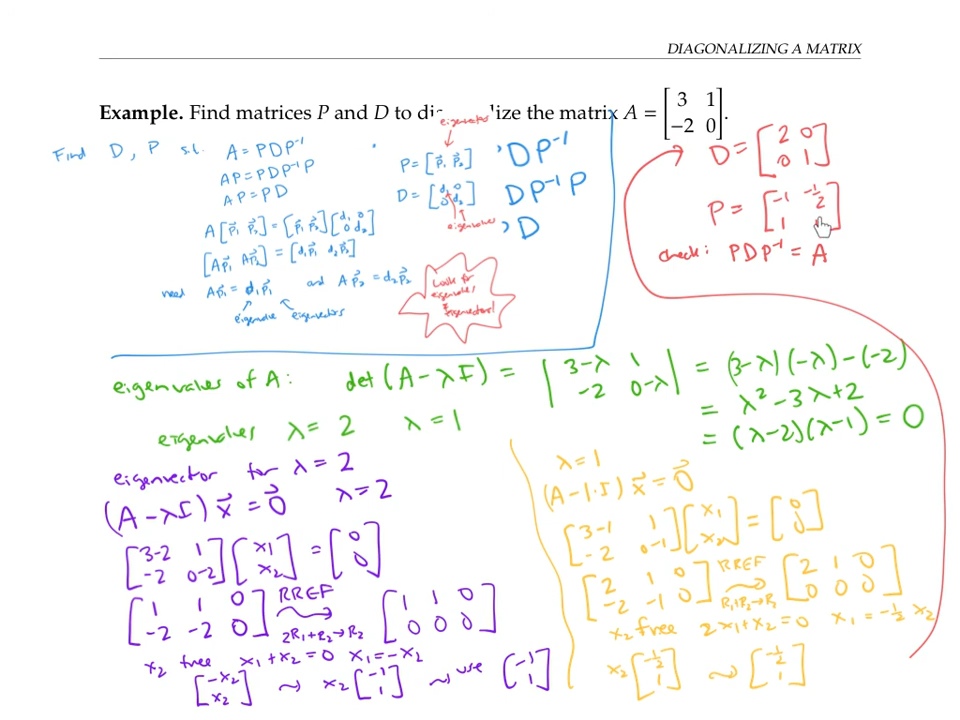 DIAGONALIZING A MATRIX
Example. Find matrices P and D to di ize the matrix A = [3 1; −2 0].
Find D, P s.t. A = PDP⁻¹
AP = PDP⁻¹P
AP = PD
A[p⃗₁ p⃗₂] = [p⃗₁ p⃗₂][d₁ 0; 0 d₂]
[Ap⃗₁ Ap⃗₂] = [d₁p⃗₁ d₂p⃗₂]
need Ap⃗₁ = d₁p⃗₁ and Ap⃗₂ = d₂p⃗₂
eigenvalue eigenvectors
eigenvectors
P = [p⃗₁ p⃗₂]
D = [d₁ 0; 0 d₂]
eigenvalues
DP⁻¹
DP⁻¹P
D
Look for
eigenvalues
& eigenvectors!
D = [2 0; 0 1]
P = [-1 -1/2; 1 ]
check: PDP⁻¹ = A
eigenvalues of A: det(A-λI) = |3-λ 1; -2 0-λ| = (3-λ)(-λ)-(-2)
= λ²-3λ+2
= (λ-2)(λ-1) = 0
eigenvalues λ=2 λ=1
eigenvector for λ=2
(A-λI)x⃗ = 0⃗ λ=2
[3-2 1; -2 0-2][x₁; x₂] = [0; 0]
[1 1 0; -2 -2 0] RREF ⇝ 2R₁+R₂→R₂ [1 1 0; 0 0 0]
x₂ free x₁+x₂=0 x₁=-x₂
[-x₂; x₂] ⇝ x₂[-1; 1] ⇝ use [-1; 1]
λ=1
(A-1·I)x⃗ = 0⃗
[3-1 1; -2 0-1][x₁; x₂] = [0; 0]
[2 1 0; -2 -1 0] RREF ⇝ R₁+R₂→R₂ [2 1 0; 0 0 0]
x₂ free 2x₁+x₂=0 x₁=-½x₂
x₂[-½; 1] ⇝ [-½; 1]